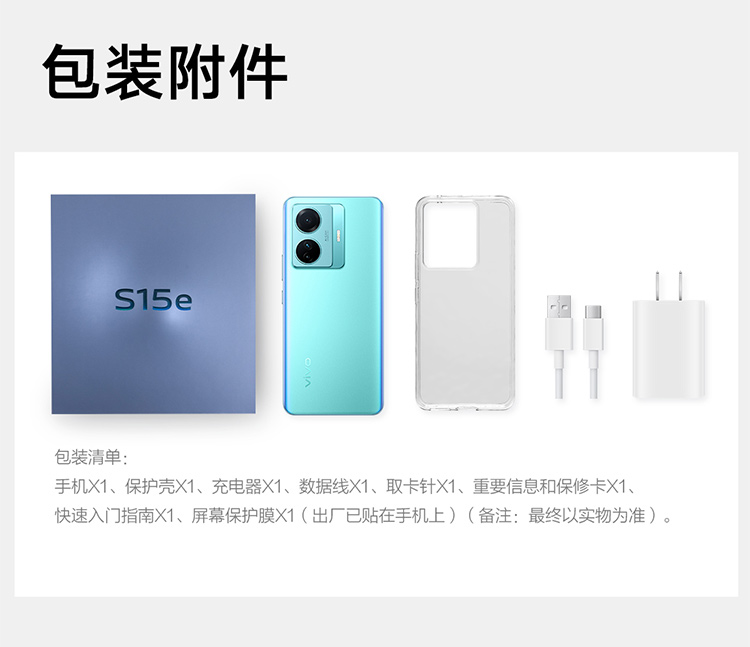 包装附件
S15e
vivo
包装清单:
手机X1、保护壳X1、充电器X1、数据线X1、取卡针X1、重要信息和保修卡X1、
快速入门指南X1、屏幕保护膜X1（出厂已贴在手机上）（备注：最终以实物为准）。